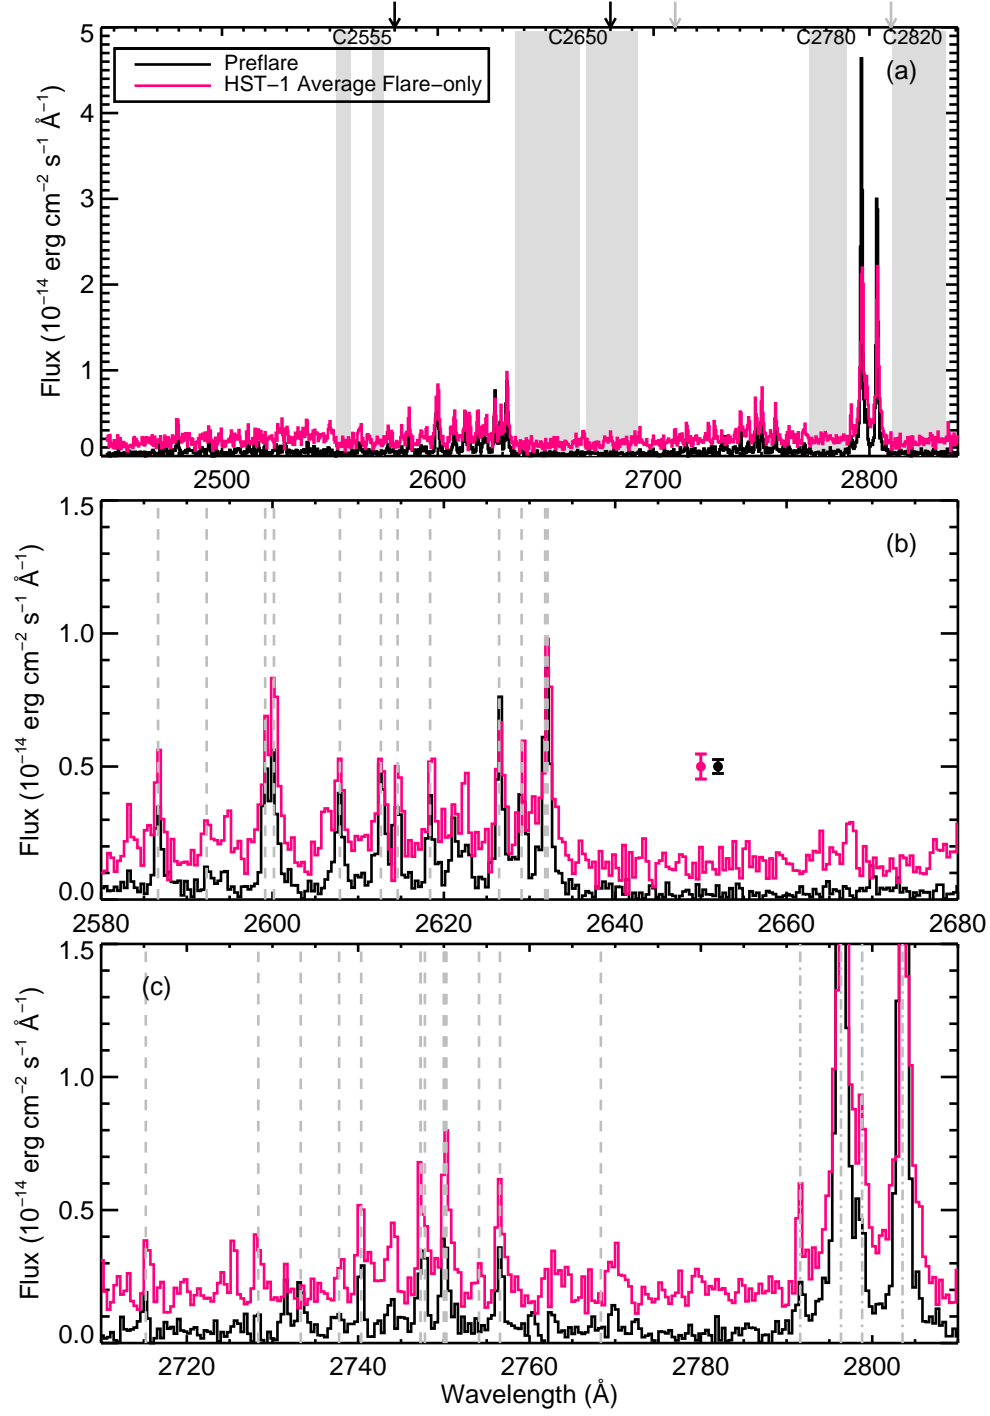 C2555 C2650 C2780 C2820
Preflare
HST−1 Average Flare−only
(a)
5
4
3
2
1
0
Flux (10⁻¹⁴ erg cm⁻² s⁻¹ Å⁻¹)
2500 2600 2700 2800
(b)
1.5
1.0
0.5
0.0
Flux (10⁻¹⁴ erg cm⁻² s⁻¹ Å⁻¹)
2580 2600 2620 2640 2660 2680
(c)
1.5
1.0
0.5
0.0
Flux (10⁻¹⁴ erg cm⁻² s⁻¹ Å⁻¹)
2720 2740 2760 2780 2800
Wavelength (Å)